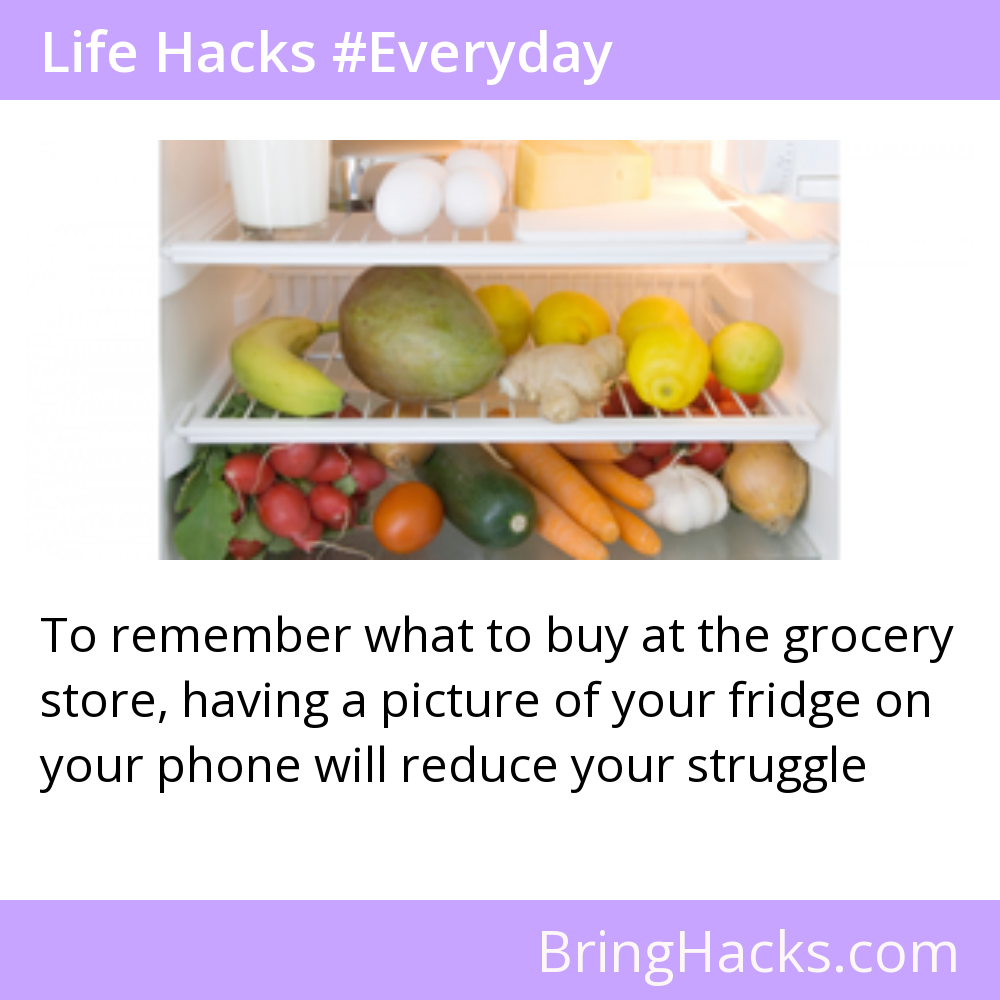 Life Hacks #Everyday
To remember what to buy at the grocery
store, having a picture of your fridge on
your phone will reduce your struggle
BringHacks.com